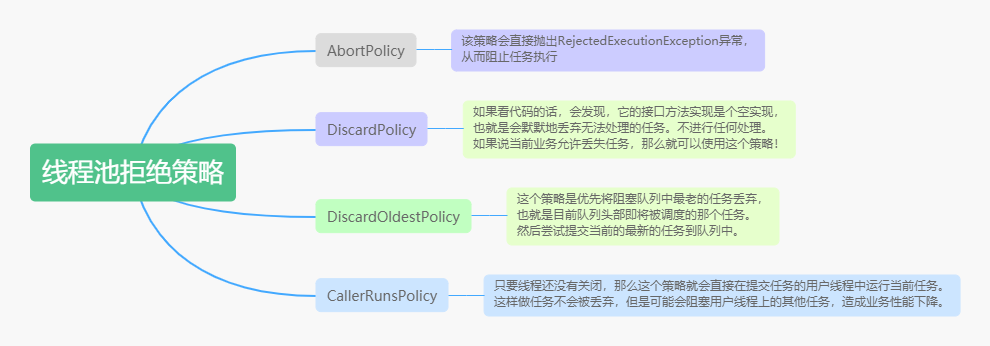 线程池拒绝策略
AbortPolicy
该策略会直接抛出RejectedExecutionException异常，
从而阻止任务执行
DiscardPolicy
如果看代码的话，会发现，它的接口方法实现是个空实现，
也就是会默默地丢弃无法处理的任务。不进行任何处理。
如果说当前业务允许丢失任务，那么就可以使用这个策略！
DiscardOldestPolicy
这个策略是优先将阻塞队列中最老的任务丢弃，
也就是目前队列头部即将被调度的那个任务。
然后尝试提交当前的最新的任务到队列中。
CallerRunsPolicy
只要线程还没有关闭，那么这个策略就会直接在提交任务的用户线程中运行当前任务。
这样做任务不会被丢弃，但是可能会阻塞用户线程上的其他任务，造成业务性能下降。